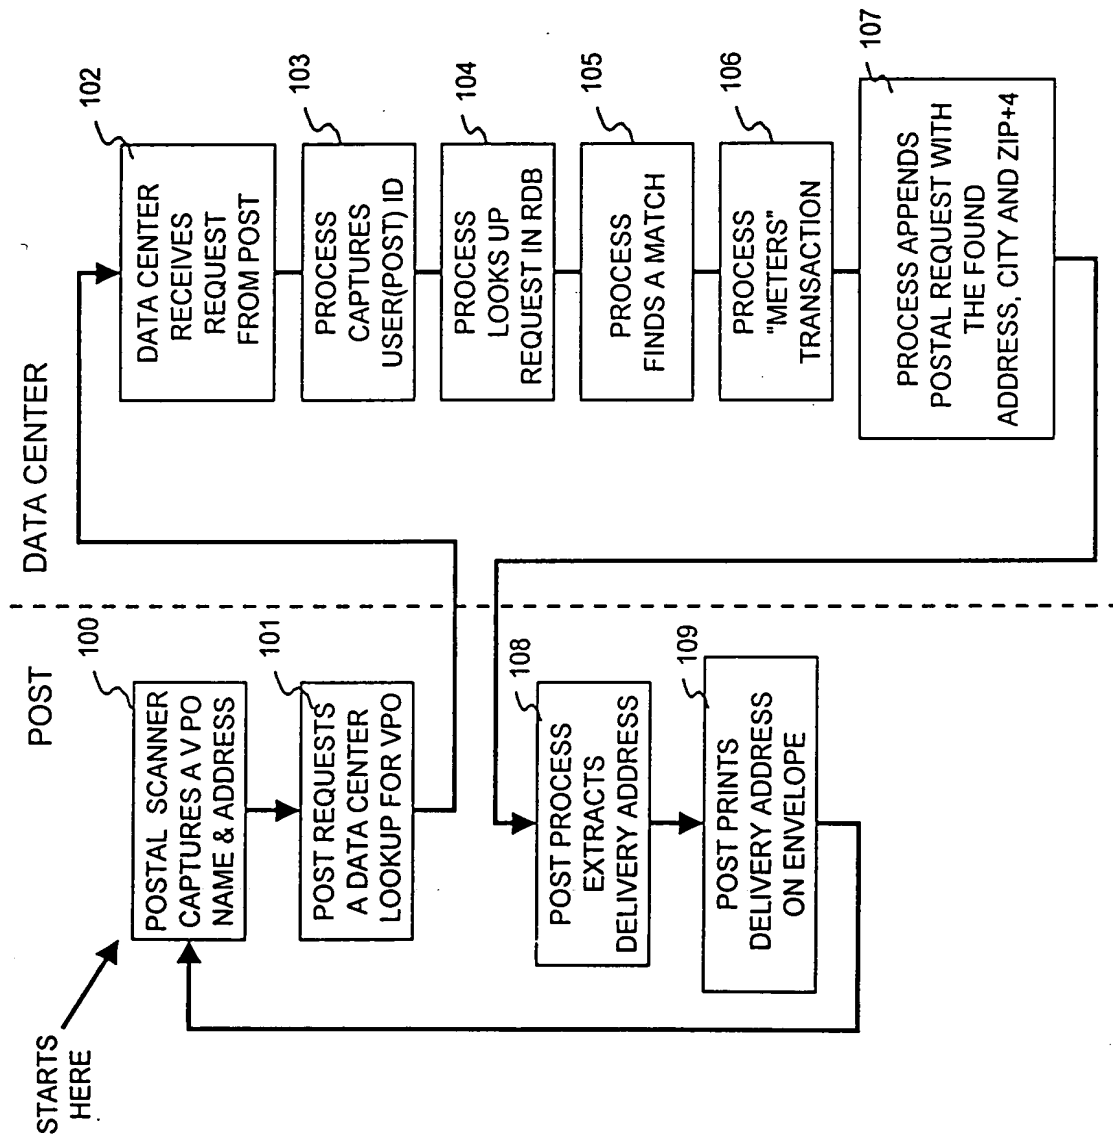 STARTS
HERE
POST
100
POSTAL SCANNER
CAPTURES A V PO
NAME & ADDRESS
101
POST REQUESTS
A DATA CENTER
LOOKUP FOR VPO
108
POST PROCESS
EXTRACTS
DELIVERY ADDRESS
109
POST PRINTS
DELIVERY ADDRESS
ON ENVELOPE
DATA CENTER
102
DATA CENTER
RECEIVES
REQUEST
FROM POST
103
PROCESS
CAPTURES
USER(POST) ID
104
PROCESS
LOOKS UP
REQUEST IN RDB
105
PROCESS
FINDS A MATCH
106
PROCESS
"METERS"
TRANSACTION
107
PROCESS APPENDS
POSTAL REQUEST WITH
THE FOUND
ADDRESS, CITY AND ZIP+4